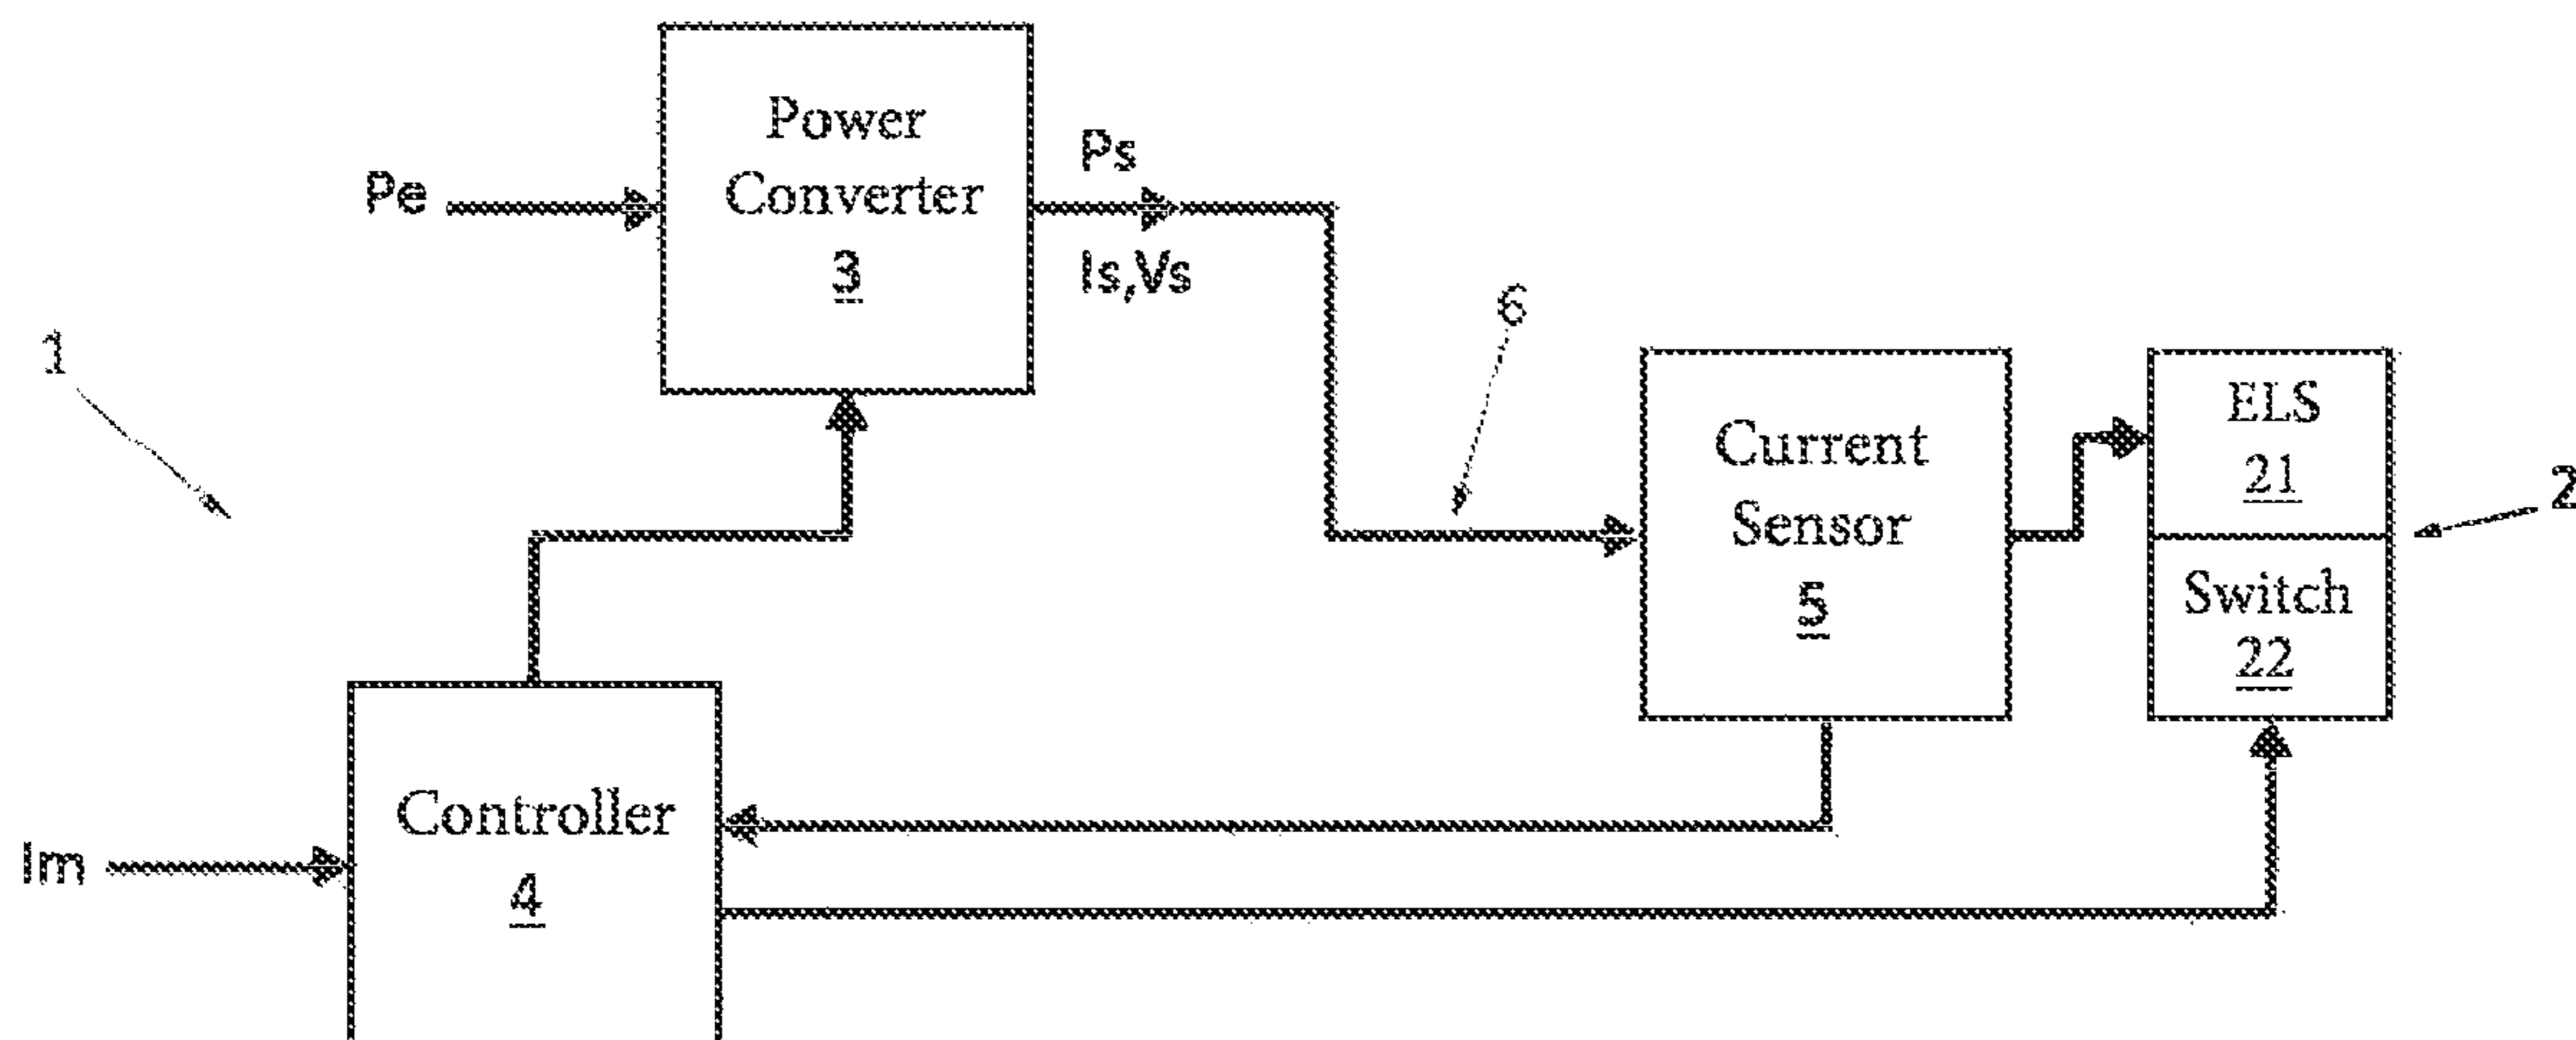 Power
Converter
3
Pe
Ps
Is,Vs
1
6
Current
Sensor
5
ELS
21
Switch
22
2
Controller
4
Im